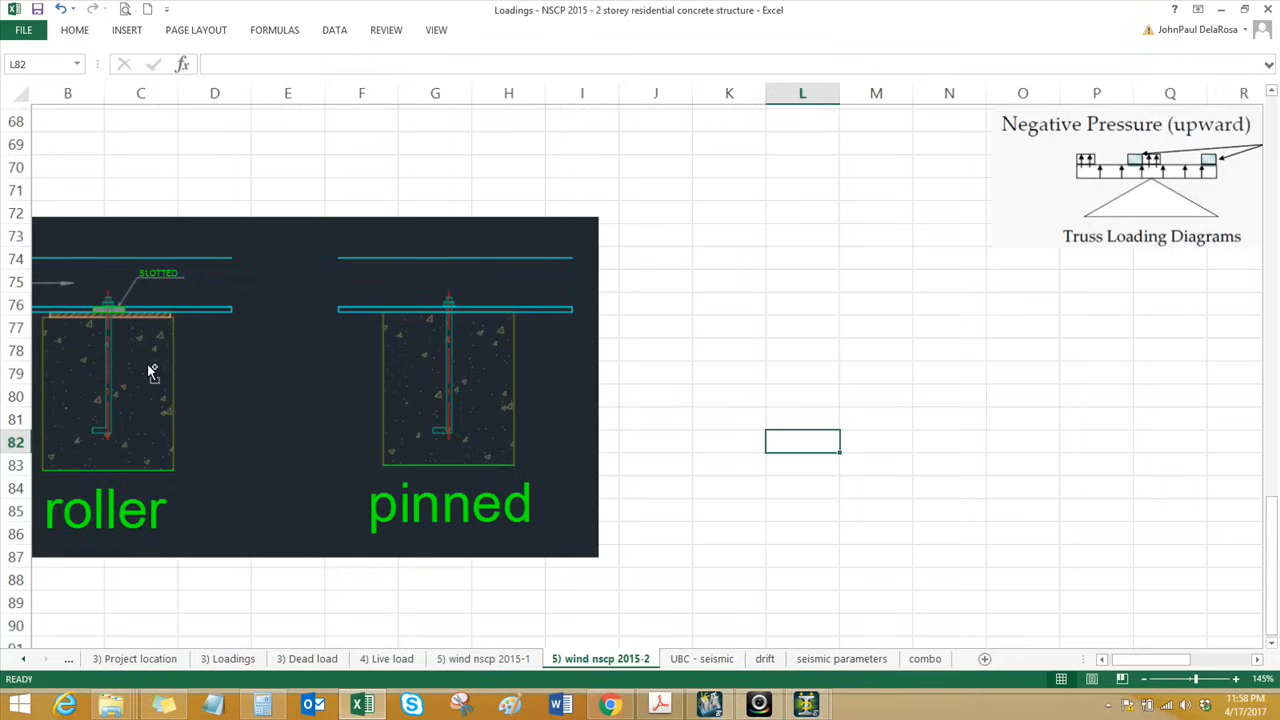 Loadings - NSCP 2015 - 2 storey residential concrete structure - Excel
FILE HOME INSERT PAGE LAYOUT FORMULAS DATA REVIEW VIEW JohnPaul DelaRosa
L82 fx
B C D E F G H I J K L M N O P Q R
68
69
70
71
72
73
74
75
76
77
78
79
80
81
82
83
84
85
86
87
88
89
90
91
Negative Pressure (upward)
Truss Loading Diagrams
SLOTTED
roller pinned
... 3) Project location 3) Loadings 3) Dead load 4) Live load 5) wind nscp 2015-1 5) wind nscp 2015-2 UBC - seismic drift seismic parameters combo
READY 145%
11:58 PM
4/17/2017